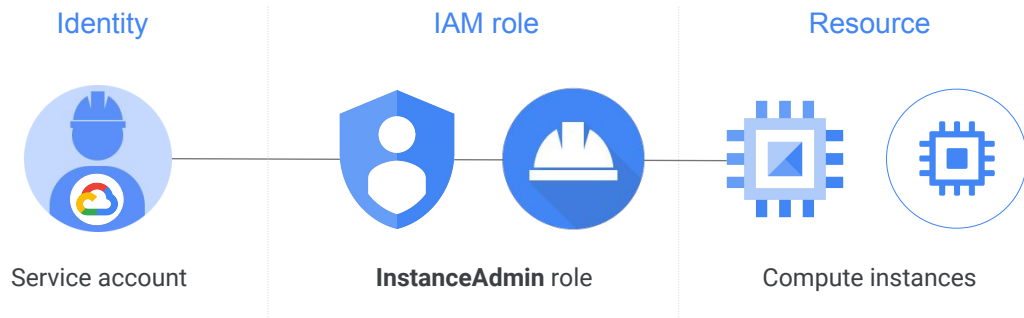 Identity
IAM role
Resource
Service account
InstanceAdmin role
Compute instances